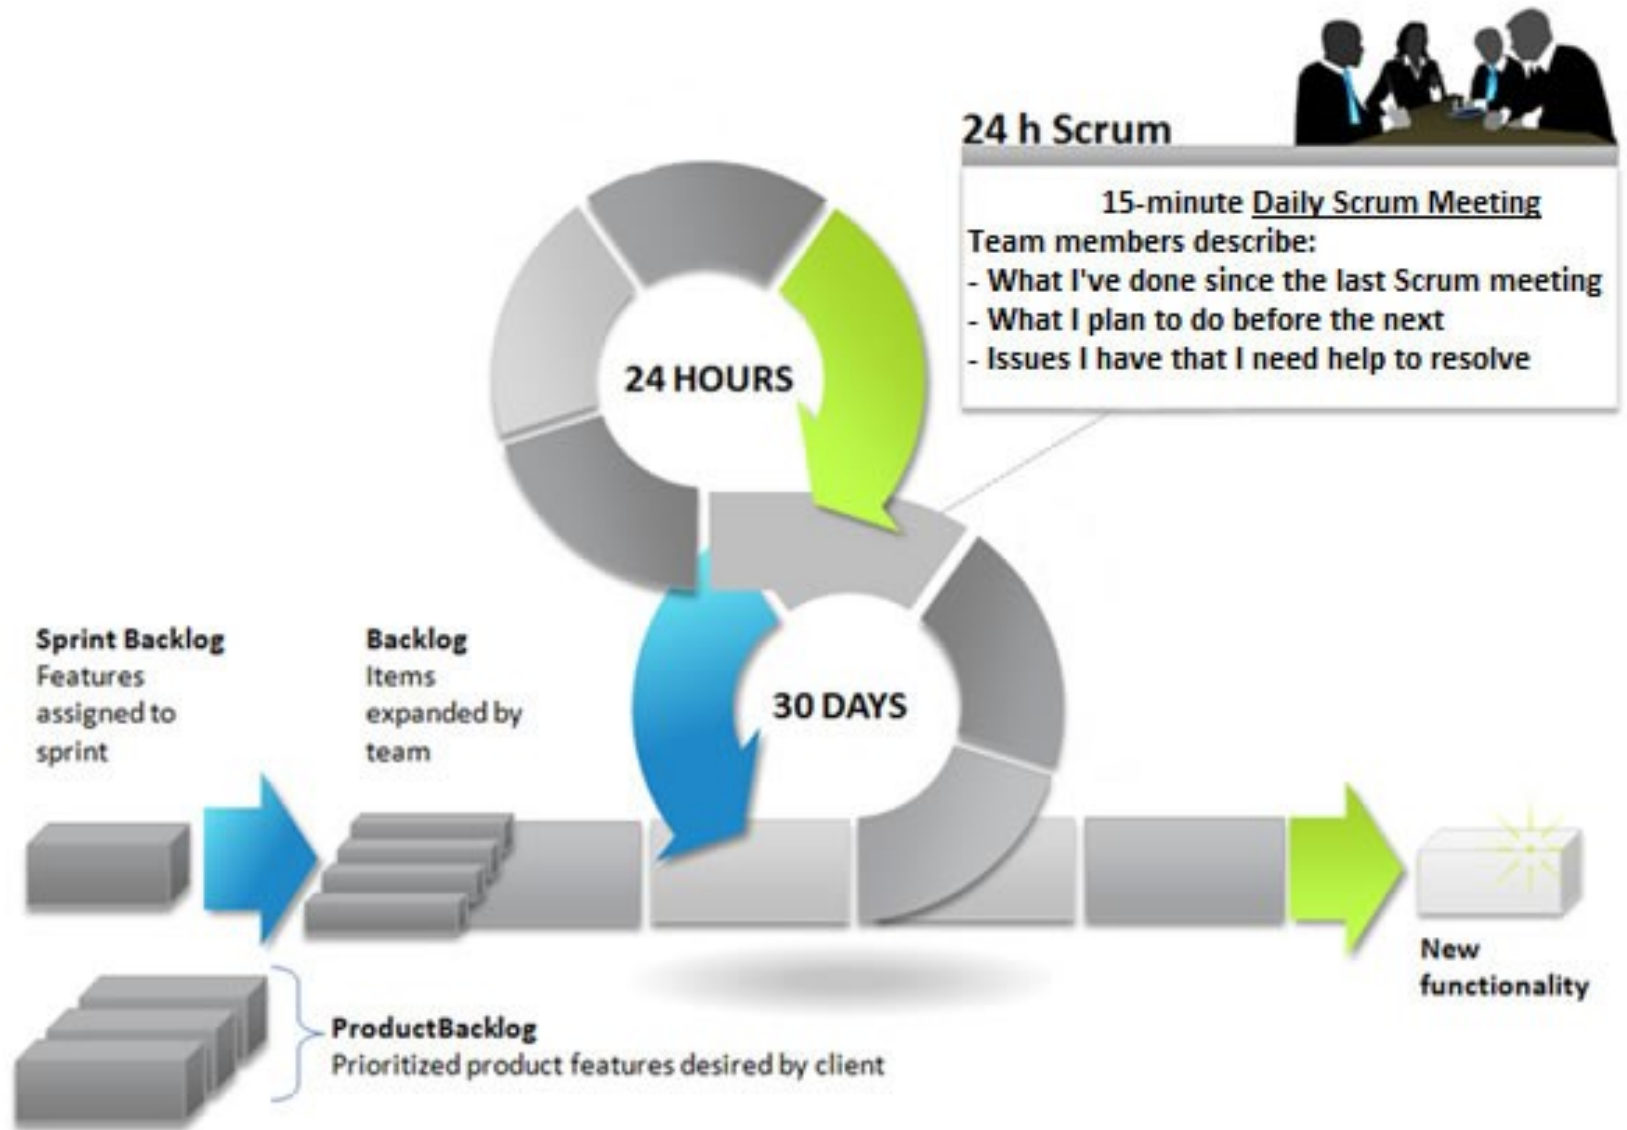 24 h Scrum
15-minute Daily Scrum Meeting
Team members describe:
- What I've done since the last Scrum meeting
- What I plan to do before the next
- Issues I have that I need help to resolve
24 HOURS
30 DAYS
Sprint Backlog
Features
assigned to
sprint
Backlog
Items
expanded by
team
New
functionality
ProductBacklog
Prioritized product features desired by client